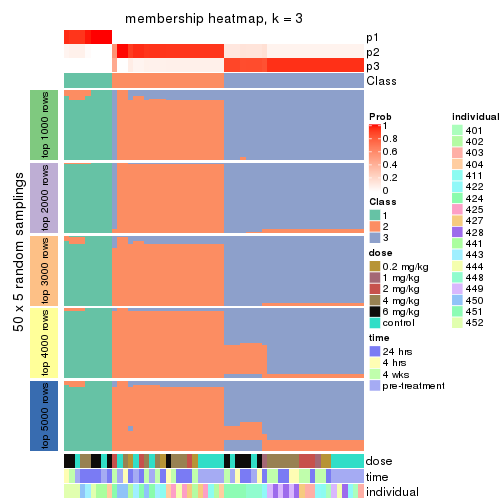 membership heatmap, k = 3
p1
p2
p3
Class
50 x 5 random samplings
top 1000 rows
top 2000 rows
top 3000 rows
top 4000 rows
top 5000 rows
dose
time
individual
Prob
1
0.8
0.6
0.4
0.2
0
Class
1
2
3
dose
0.2 mg/kg
1 mg/kg
2 mg/kg
4 mg/kg
6 mg/kg
control
time
24 hrs
4 hrs
4 wks
pre-treatment
individual
401
402
403
404
411
422
424
425
427
428
441
443
444
448
449
450
451
452